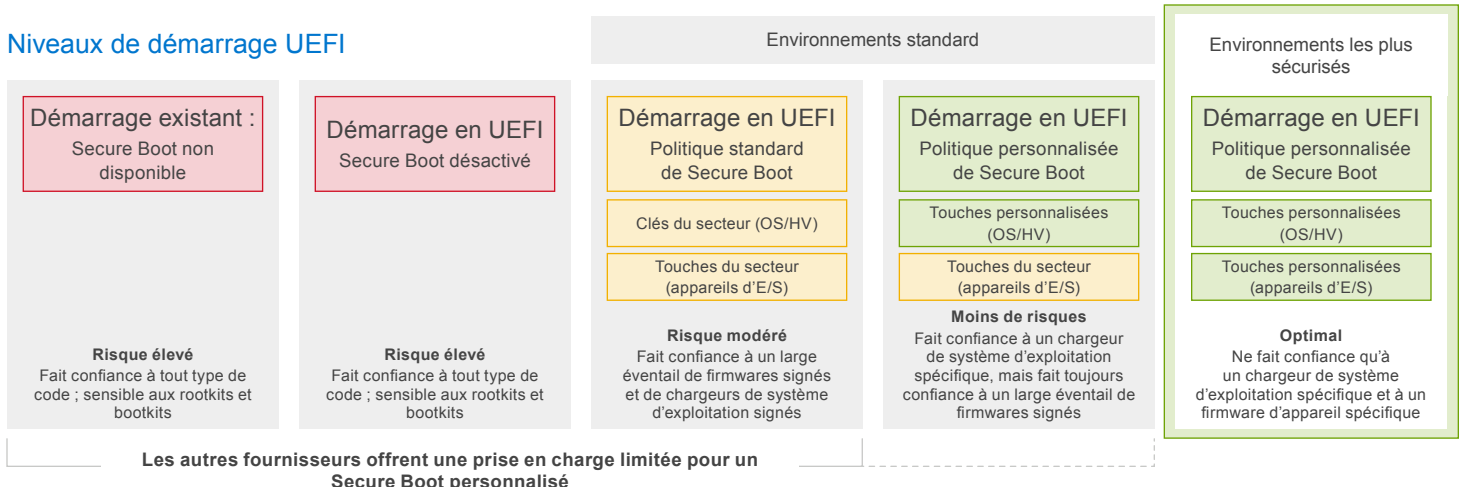 Niveaux de démarrage UEFI
Environnements standard
Environnements les plus
sécurisés
Démarrage existant :
Secure Boot non
disponible
Risque élevé
Fait confiance à tout type de
code ; sensible aux rootkits et
bootkits
Démarrage en UEFI
Secure Boot désactivé
Risque élevé
Fait confiance à tout type de
code ; sensible aux rootkits et
bootkits
Démarrage en UEFI
Politique standard
de Secure Boot
Clés du secteur (OS/HV)
Touches du secteur
(appareils d'E/S)
Risque modéré
Fait confiance à un large
éventail de firmwares signés
et de chargeurs de système
d'exploitation signés
Démarrage en UEFI
Politique personnalisée
de Secure Boot
Touches personnalisées
(OS/HV)
Touches du secteur
(appareils d'E/S)
Moins de risques
Fait confiance à un chargeur
de système d'exploitation
spécifique, mais fait toujours
confiance à un large éventail de
firmwares signés
Démarrage en UEFI
Politique personnalisée
de Secure Boot
Touches personnalisées
(OS/HV)
Touches personnalisées
(appareils d'E/S)
Optimal
Ne fait confiance qu'à
un chargeur de système
d'exploitation spécifique et à un
firmware d'appareil spécifique
Les autres fournisseurs offrent une prise en charge limitée pour un
Secure Boot personnalisé